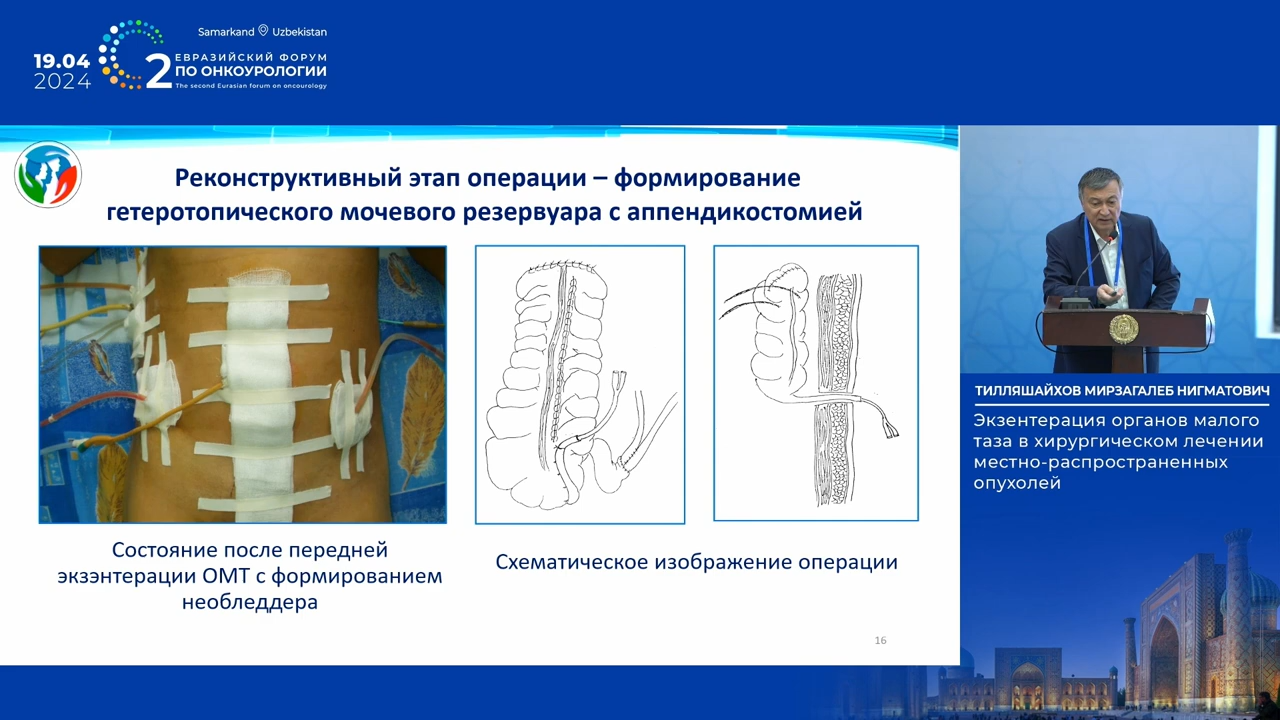 Samarkand Uzbekistan
19.04
2024
2
ЕВРАЗИЙСКИЙ ФОРУМ
ПО ОНКОУРОЛОГИИ
The second Eurasian forum on oncourology
Реконструктивный этап операции – формирование
гетеротопического мочевого резервуара с аппендикостомией
Состояние после передней
экзэнтерации ОМТ с формированием
необледдера
Схематическое изображение операции
16
ТИЛЛЯШАЙХОВ МИРЗАГАЛЕБ НИГМАТОВИЧ
Экзентерация органов малого
таза в хирургическом лечении
местно-распространенных
опухолей